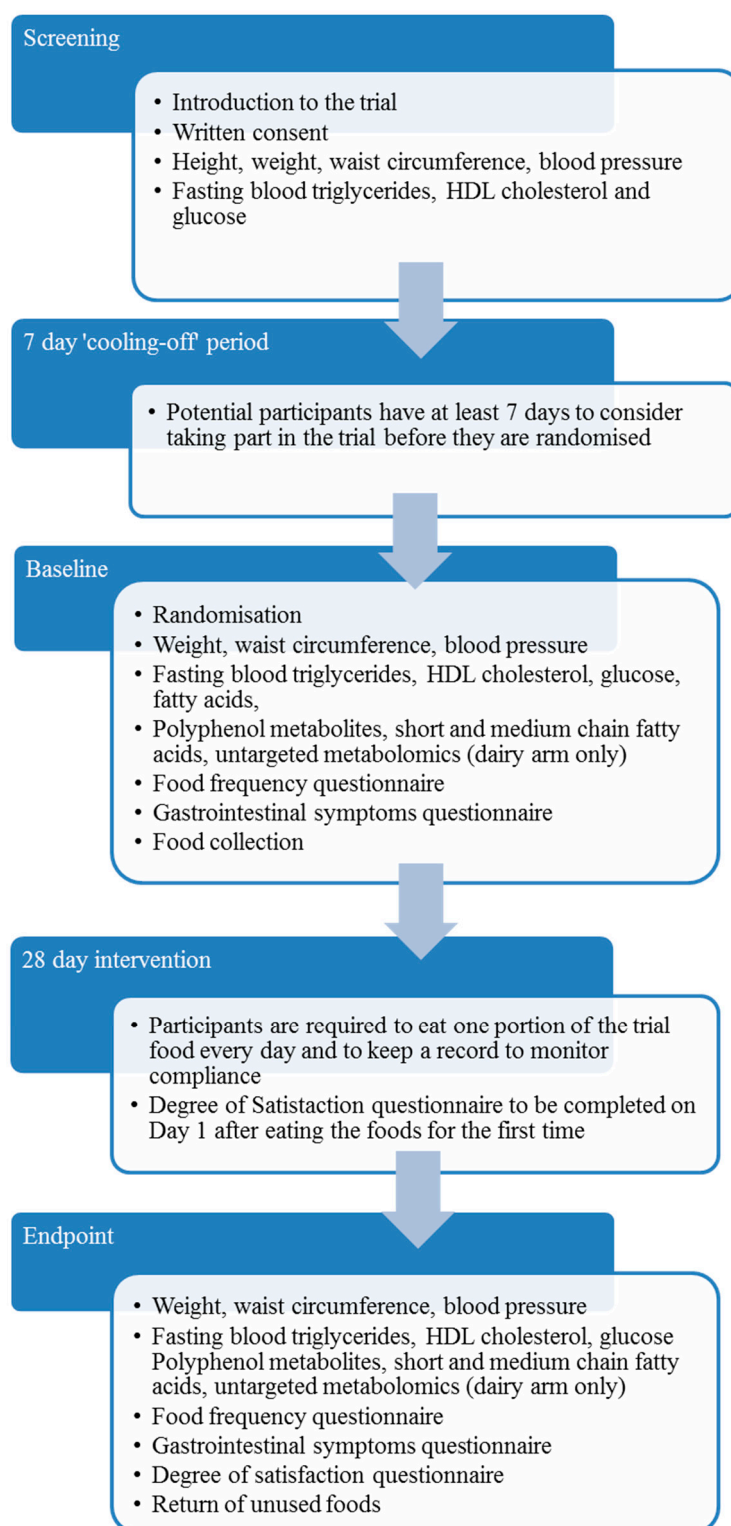 Screening
• Introduction to the trial
• Written consent
• Height, weight, waist circumference, blood pressure
• Fasting blood triglycerides, HDL cholesterol and
glucose
7 day 'cooling-off' period
• Potential participants have at least 7 days to consider
taking part in the trial before they are randomised
Baseline
• Randomisation
• Weight, waist circumference, blood pressure
• Fasting blood triglycerides, HDL cholesterol, glucose,
fatty acids,
• Polyphenol metabolites, short and medium chain fatty
acids, untargeted metabolomics (dairy arm only)
• Food frequency questionnaire
• Gastrointestinal symptoms questionnaire
• Food collection
28 day intervention
• Participants are required to eat one portion of the trial
food every day and to keep a record to monitor
compliance
• Degree of Satistaction questionnaire to be completed on
Day 1 after eating the foods for the first time
Endpoint
• Weight, waist circumference, blood pressure
• Fasting blood triglycerides, HDL cholesterol, glucose
Polyphenol metabolites, short and medium chain fatty
acids, untargeted metabolomics (dairy arm only)
• Food frequency questionnaire
• Gastrointestinal symptoms questionnaire
• Degree of satisfaction questionnaire
• Return of unused foods